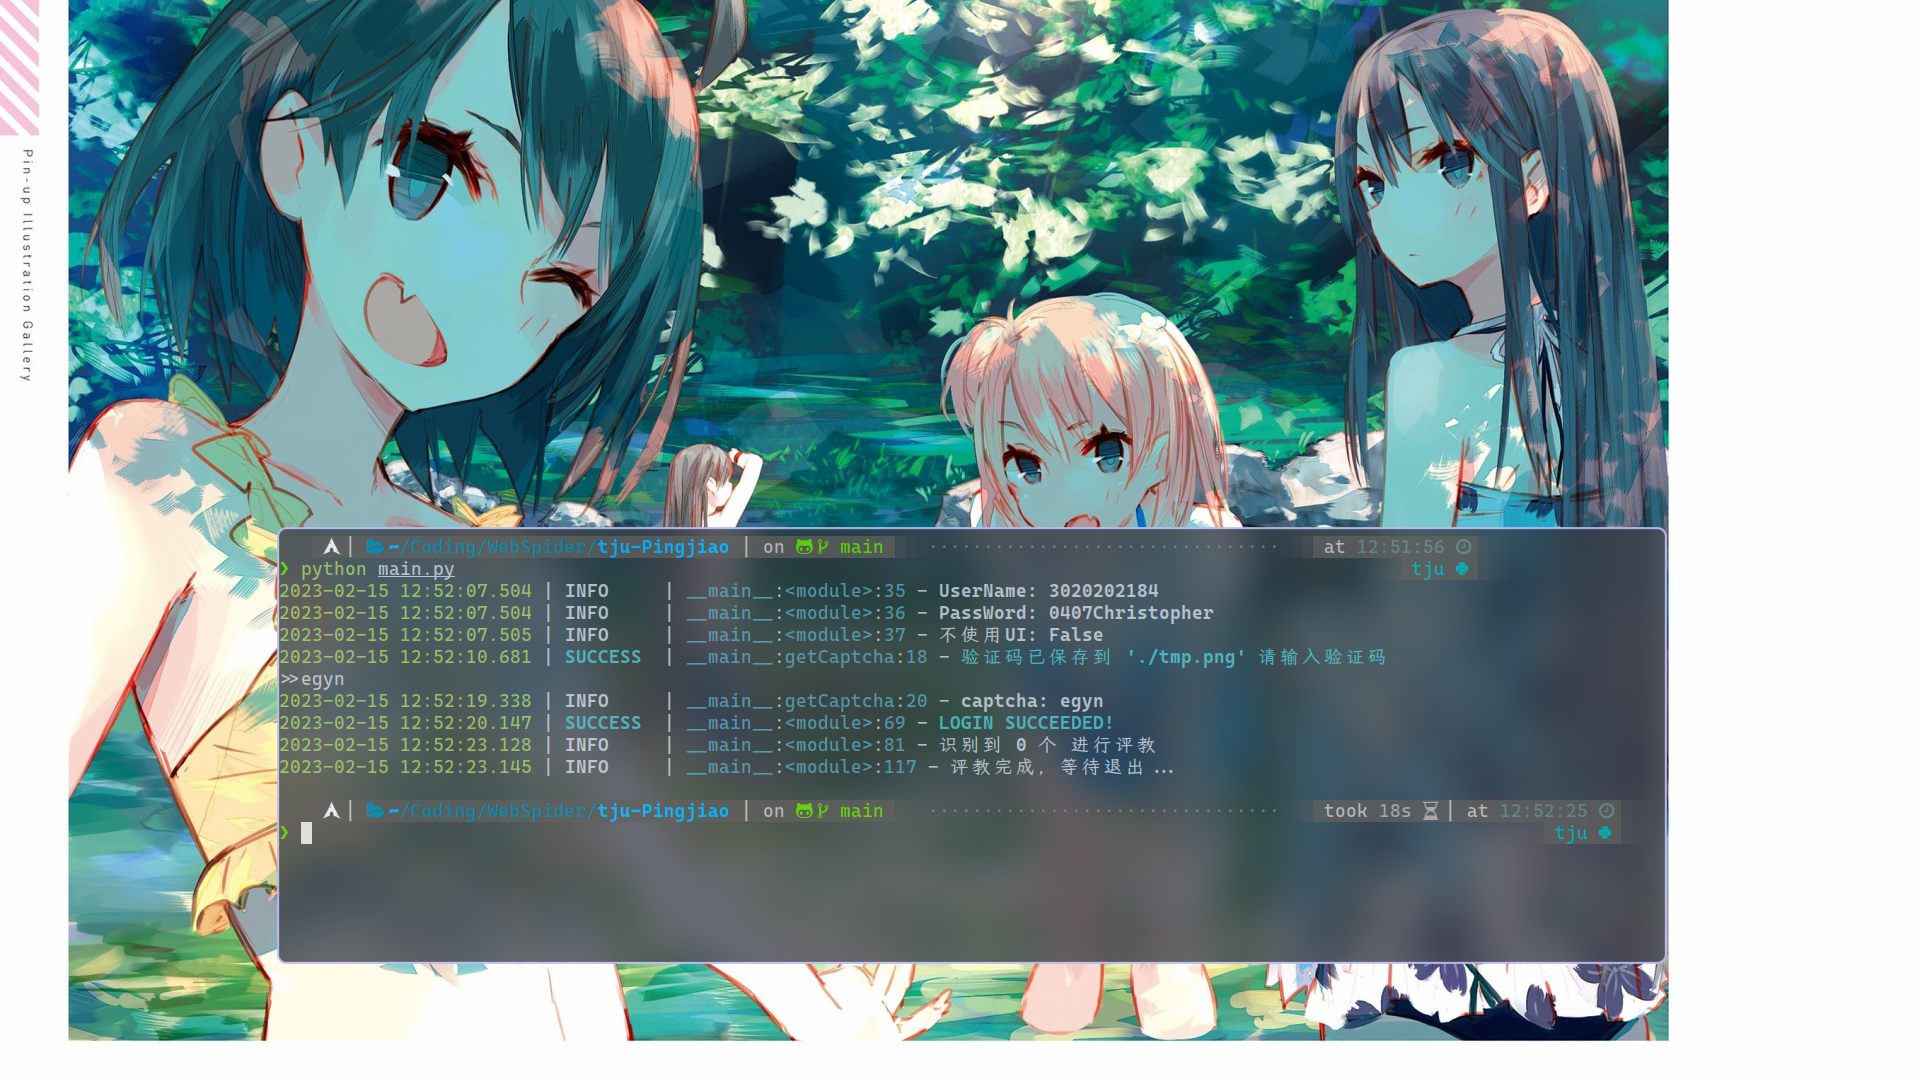 Pin-up Illustration Gallery
~/Coding/WebSpider/tju-Pingjiao | on main at 12:51:56
❯ python main.py tju
2023-02-15 12:52:07.504 | INFO | __main__:<module>:35 - UserName: 3020202184
2023-02-15 12:52:07.504 | INFO | __main__:<module>:36 - PassWord: 0407Christopher
2023-02-15 12:52:07.505 | INFO | __main__:<module>:37 - 不使用UI: False
2023-02-15 12:52:10.681 | SUCCESS | __main__:getCaptcha:18 - 验证码已保存到 './tmp.png' 请输入验证码
>>egyn
2023-02-15 12:52:19.338 | INFO | __main__:getCaptcha:20 - captcha: egyn
2023-02-15 12:52:20.147 | SUCCESS | __main__:<module>:69 - LOGIN SUCCEEDED!
2023-02-15 12:52:23.128 | INFO | __main__:<module>:81 - 识别到 0 个 进行评教
2023-02-15 12:52:23.145 | INFO | __main__:<module>:117 - 评教完成, 等待退出 ...
~/Coding/WebSpider/tju-Pingjiao | on main took 18s | at 12:52:25
❯ tju